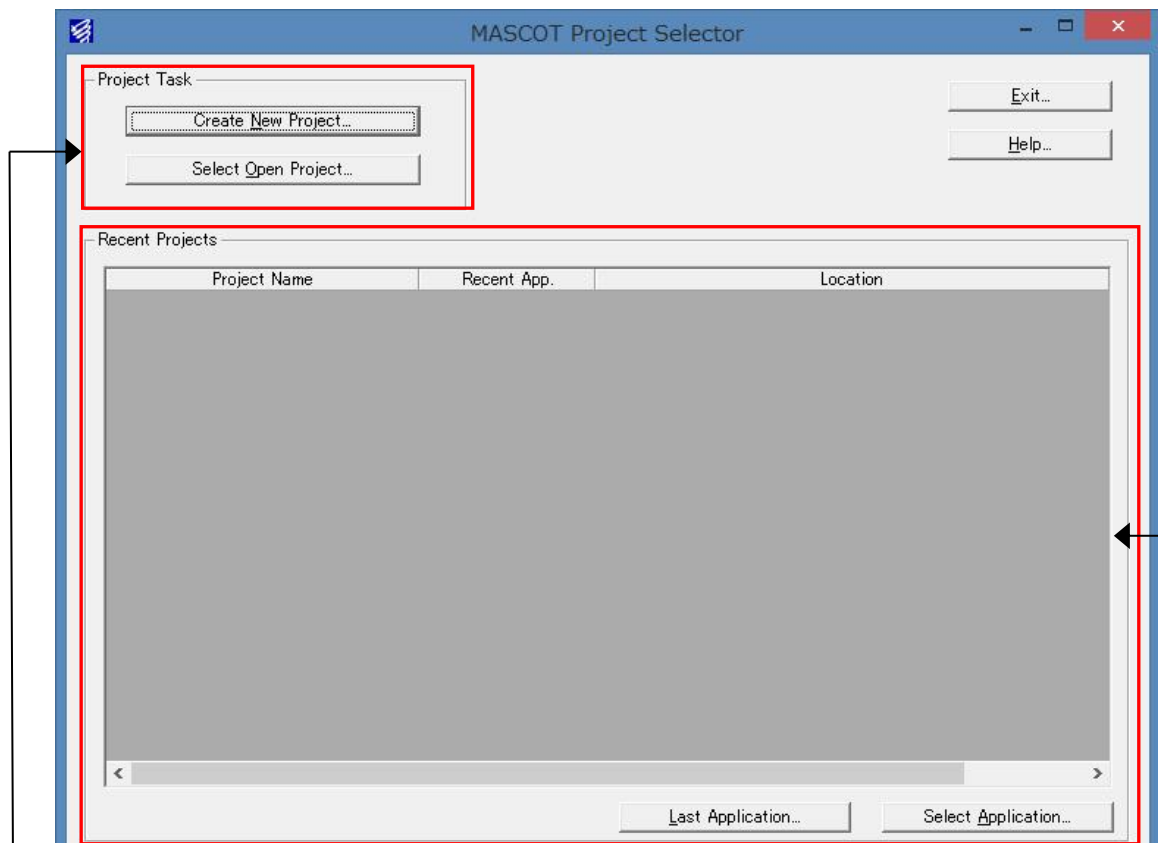 MASCOT Project Selector
Project Task
Create New Project...
Select Open Project...
Exit...
Help...
Recent Projects
Project Name Recent App. Location
Last Application... Select Application...